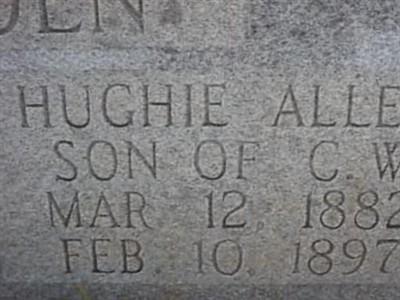 HUGHIE ALLE
SON OF C. W
MAR 12, 1882
FEB. 10, 1897